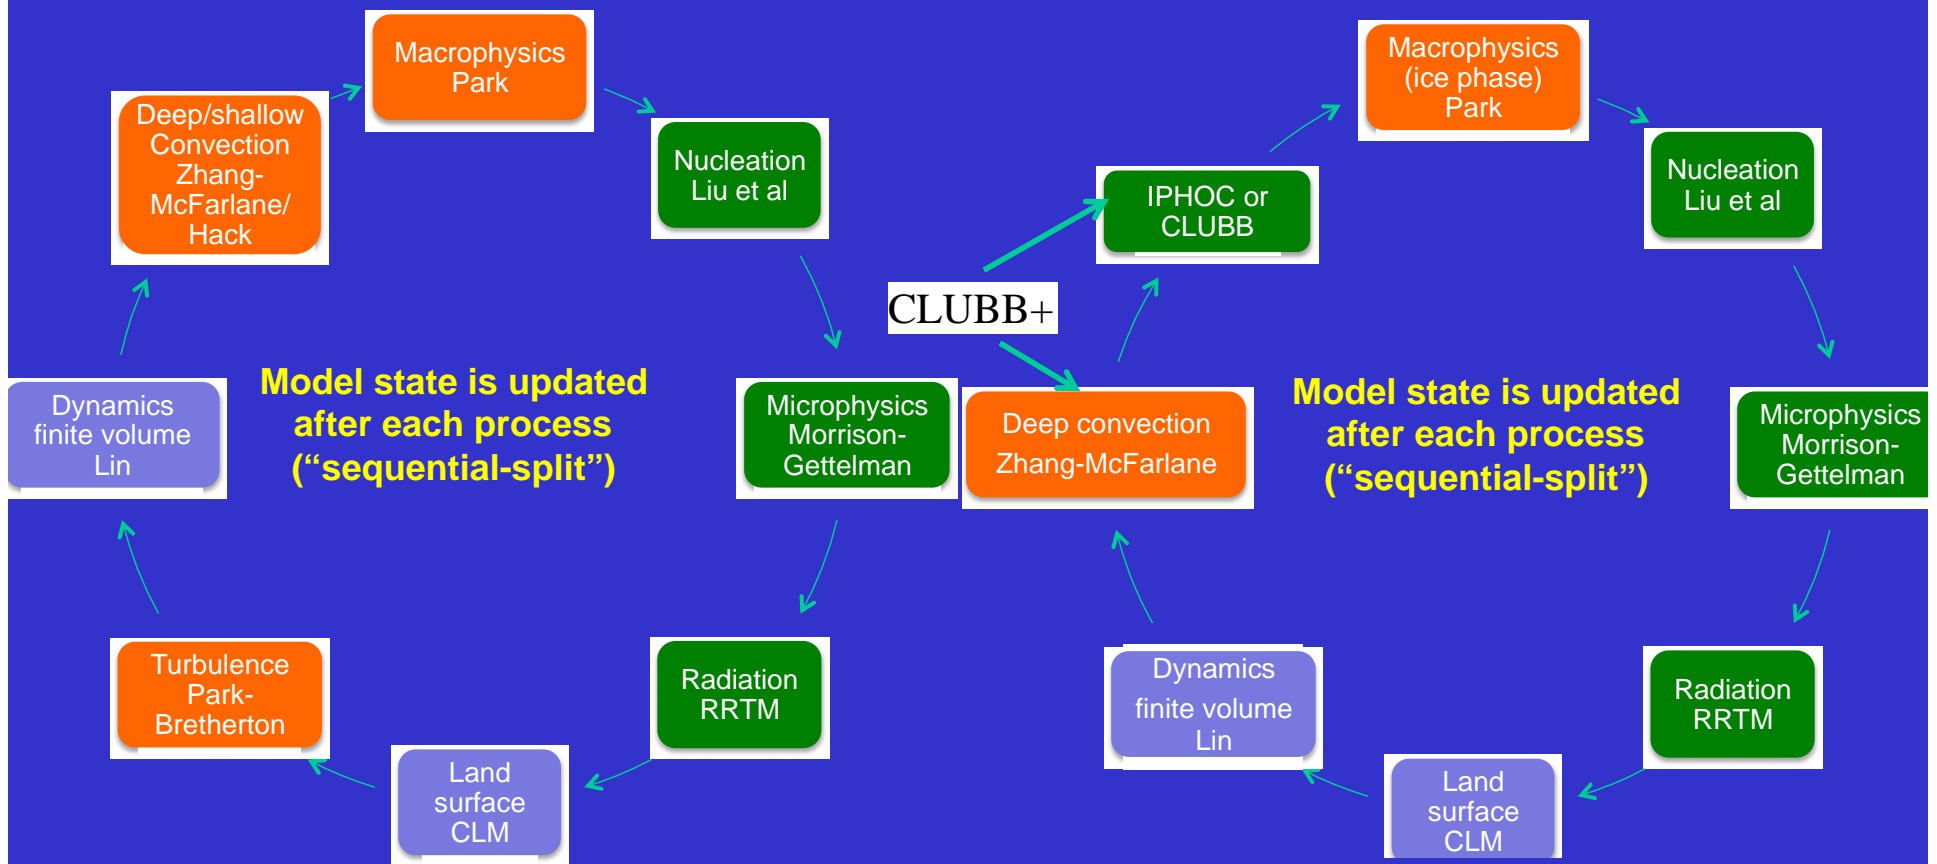 Macrophysics
Park
Deep/shallow
Convection
Zhang-
McFarlane/
Hack
Nucleation
Liu et al
Dynamics
finite volume
Lin
Model state is updated
after each process
(“sequential-split”)
Microphysics
Morrison-
Gettelman
Turbulence
Park-
Bretherton
Radiation
RRTM
Land
surface
CLM
Macrophysics
(ice phase)
Park
IPHOC or
CLUBB
Nucleation
Liu et al
CLUBB+
Deep convection
Zhang-McFarlane
Model state is updated
after each process
(“sequential-split”)
Microphysics
Morrison-
Gettelman
Dynamics
finite volume
Lin
Radiation
RRTM
Land
surface
CLM